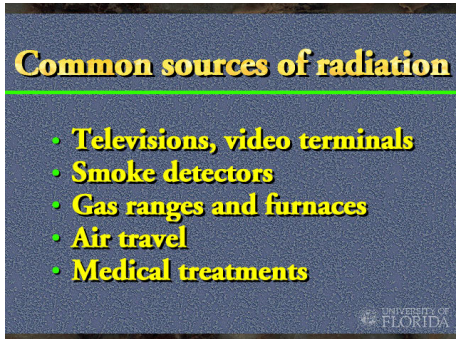 Common sources of radiation
• Televisions, video terminals
• Smoke detectors
• Gas ranges and furnaces
• Air travel
• Medical treatments
UNIVERSITY OF
FLORIDA